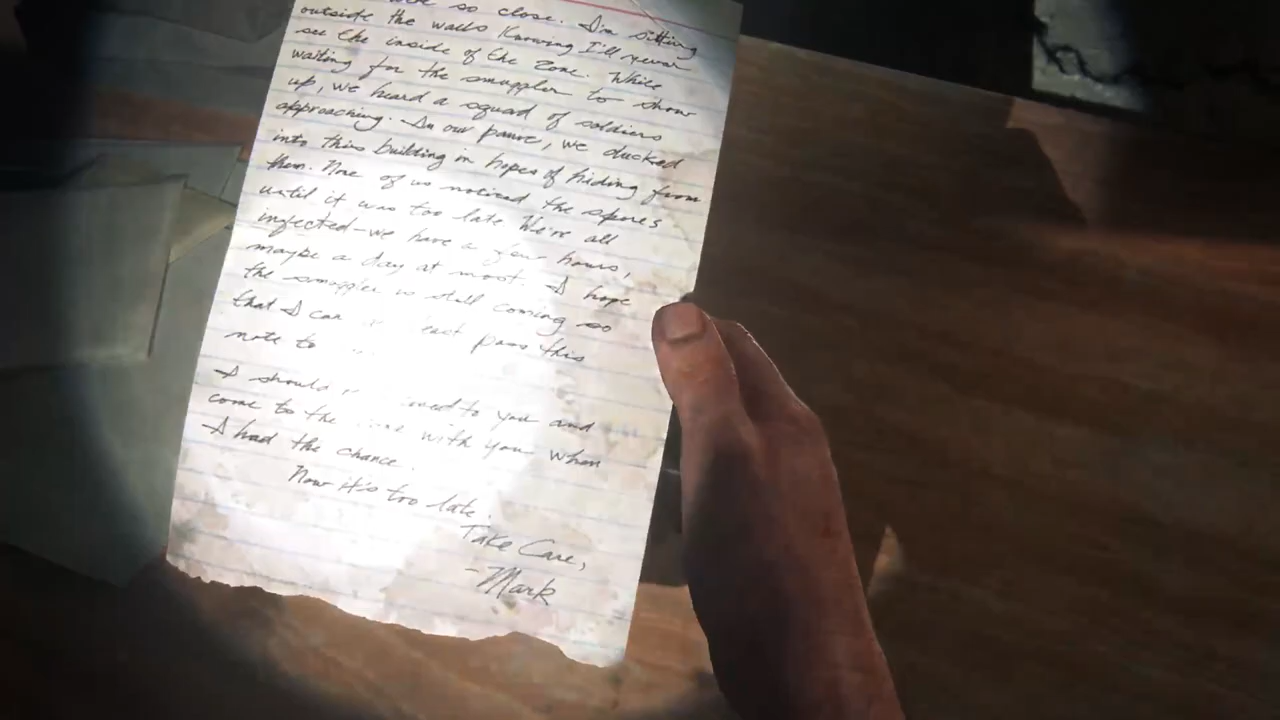 so close. I'm sitting
outside the walls knowing I'll never
see the inside of the zone. While
waiting for the smuggler to show
up, we heard a squad of soldiers
approaching. In our panic, we ducked
into this building in hopes of hiding from
them. None of us noticed the spores
until it was too late. We're all
infected-we have a few hours,
maybe a day at most. I hope
the smuggler is still coming so
that I can pass this
note to
I should to you and
come to the with you when
I had the chance.
Now it's too late.
Take Care,
-Mark